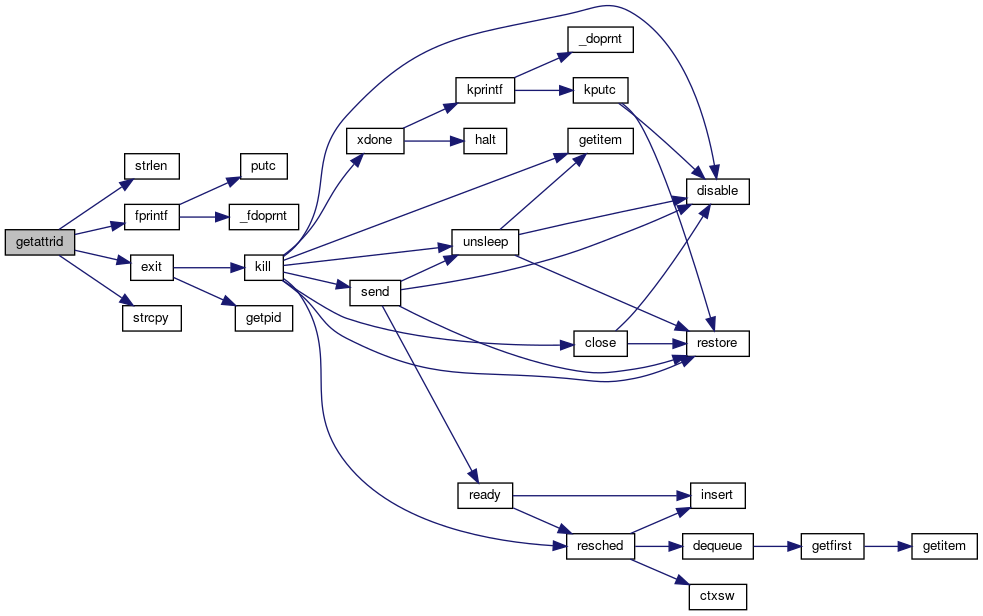 getattrid
strlen
fprintf
exit
strcpy
putc
_fdoprnt
kill
getpid
xdone
send
kprintf
halt
unsleep
ready
_doprnt
kputc
getitem
close
resched
disable
restore
insert
dequeue
ctxsw
getfirst
getitem